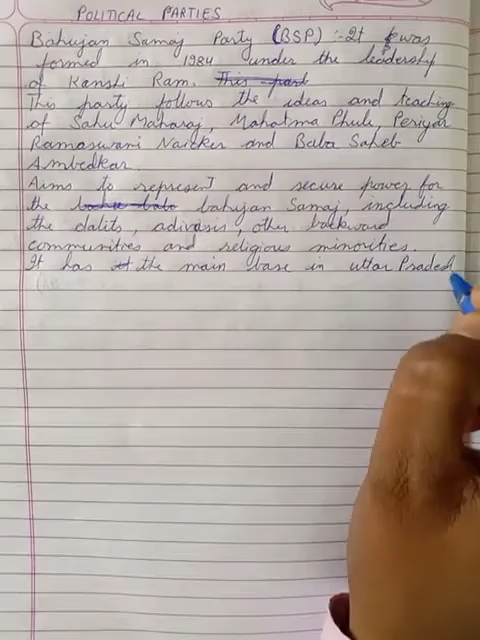 POLITICAL PARTIES
Bahujan Samaj Party (BSP) :- It was
formed in 1984 under the leadership
of Kanshi Ram. This part
This party follows the ideas and teaching
of Sahu Maharaj, Mahatma Phule, Periyar
Ramaswami Naicker and Baba Saheb
Ambedkar
Aims to represent and secure power for
the bahujan Samaj, including
the dalits, adivasis, other backward
communities and religious minorities.
It has the main base in uttar Pradesh